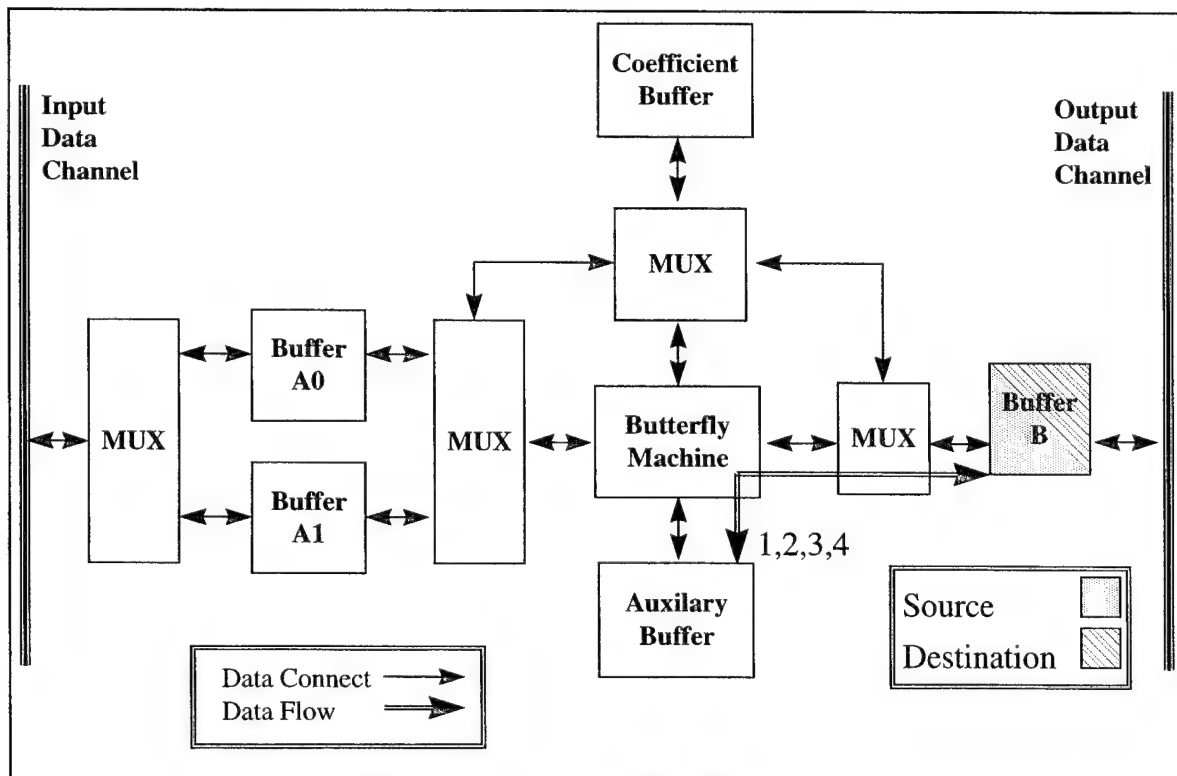 Coefficient
Buffer
Input
Data
Channel
Output
Data
Channel
MUX
Buffer
A0
Buffer
B
MUX
MUX
Butterfly
Machine
MUX
Buffer
A1
1,2,3,4
Auxilary
Buffer
Source
Destination
Data Connect
Data Flow